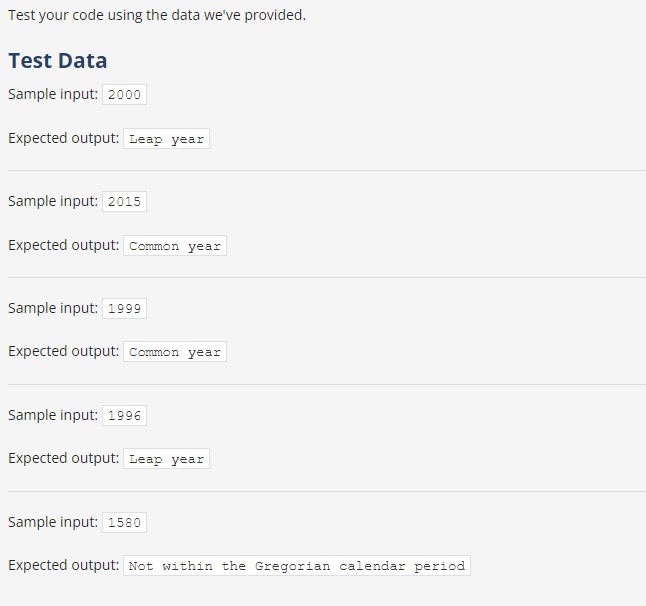 Test your code using the data we've provided.
Test Data
Sample input: 2000
Expected output: Leap year
Sample input: 2015
Expected output: Common year
Sample input: 1999
Expected output: Common year
Sample input: 1996
Expected output: Leap year
Sample input: 1580
Expected output: Not within the Gregorian calendar period